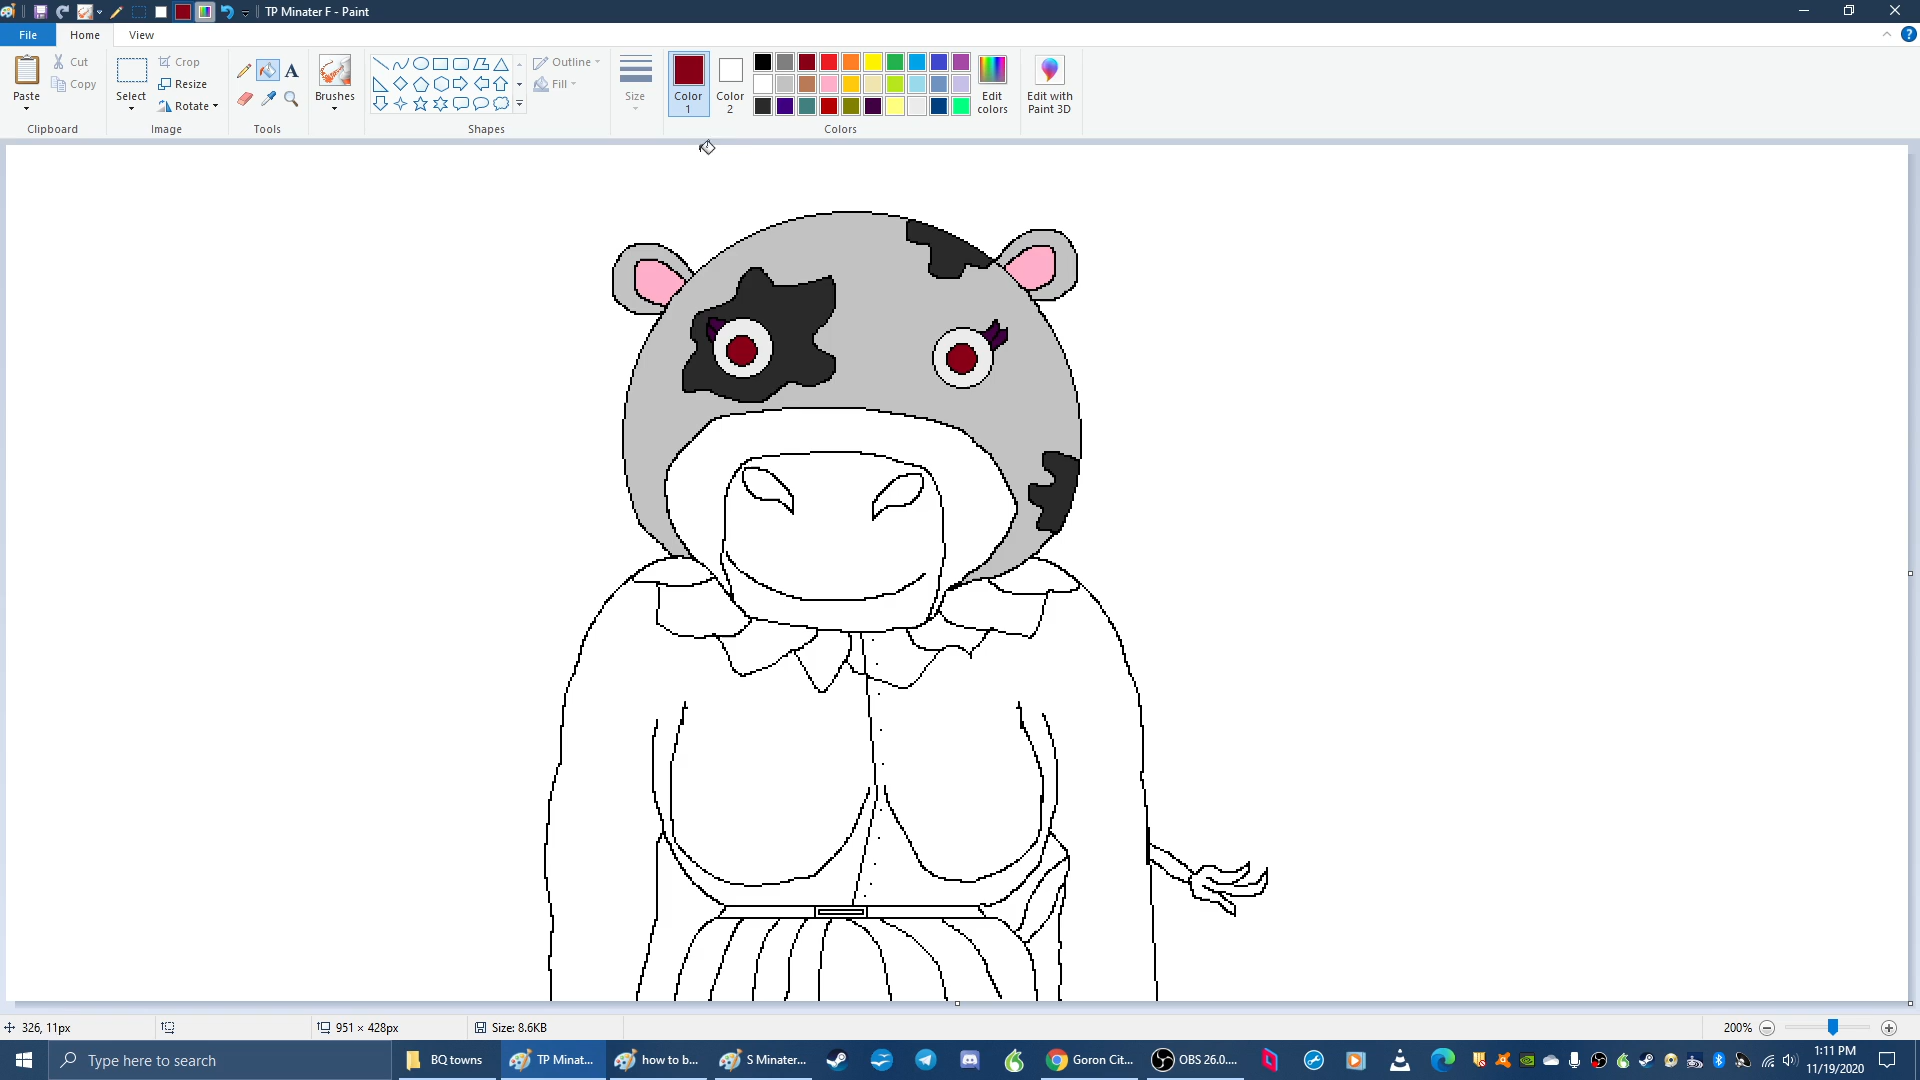 TP Minater F - Paint
File Home View
Paste
Cut
Copy
Clipboard
Select
Crop
Resize
Rotate
Image
A
Tools
Brushes
Outline
Fill
Shapes
Size
Color 1
Color 2
Edit colors
Colors
Edit with Paint 3D
326, 11px
951 × 428px
Size: 8.6KB
200%
Type here to search
BQ towns
TP Minat...
how to b...
S Minater...
Goron Cit...
OBS 26.0....
1:11 PM
11/19/2020